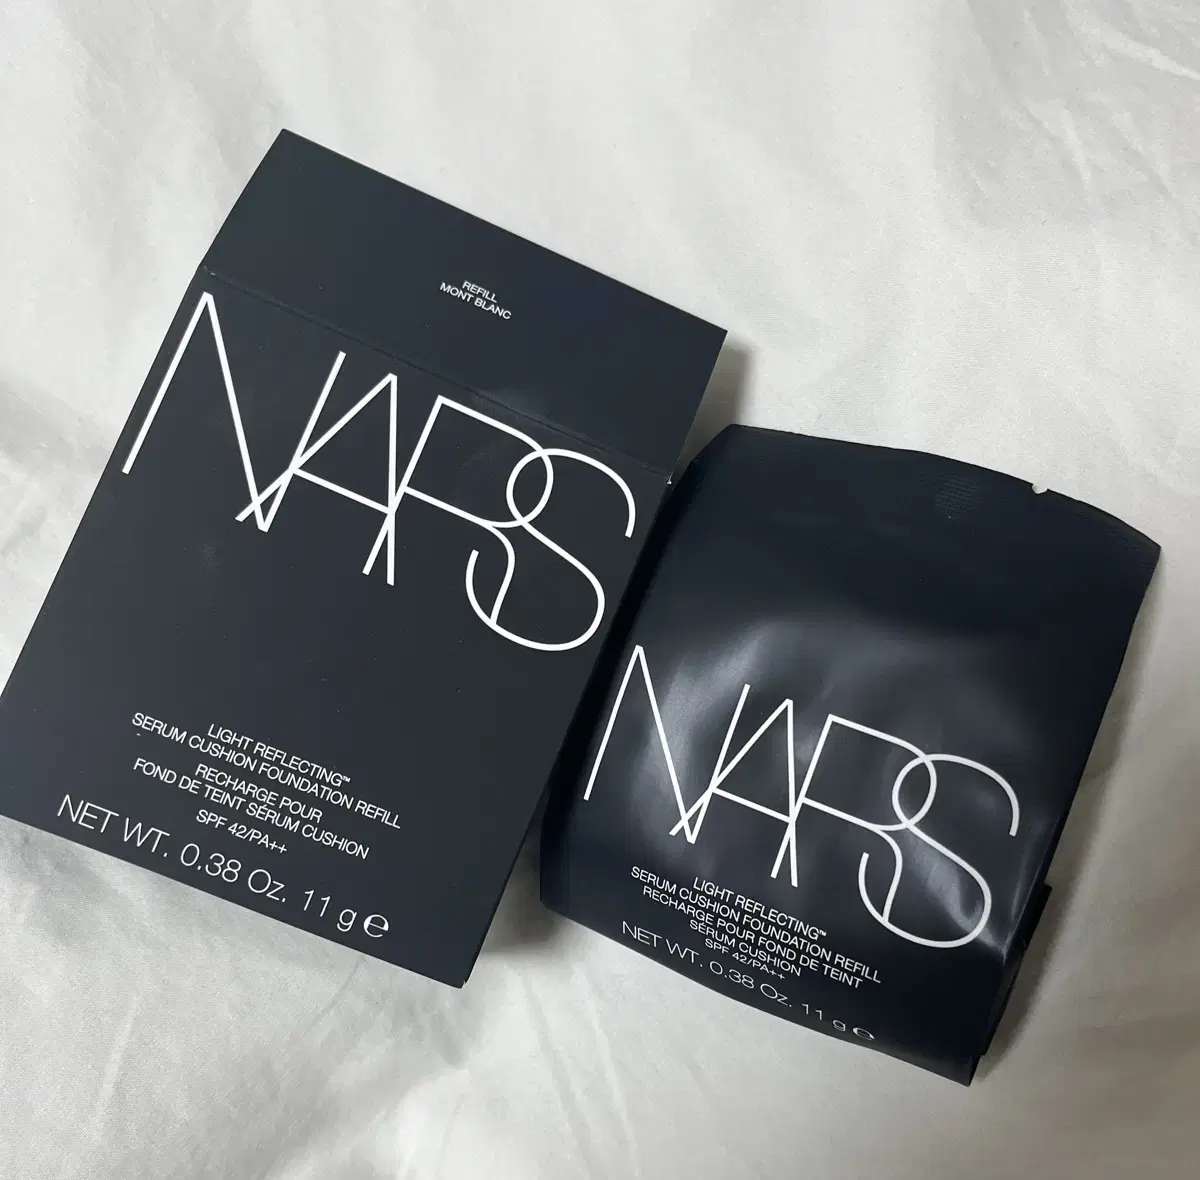 REFILL
MONT BLANC
NARS
LIGHT REFLECTING™
SERUM CUSHION FOUNDATION REFILL
RECHARGE POUR
FOND DE TEINT SÉRUM CUSHION
SPF 42/PA++
NET WT. 0.38 Oz. 11 g ℮
NARS
LIGHT REFLECTING™
SERUM CUSHION FOUNDATION REFILL
RECHARGE POUR FOND DE TEINT
SÉRUM CUSHION
SPF 42/PA++
NET WT. 0.38 Oz. 11 g ℮